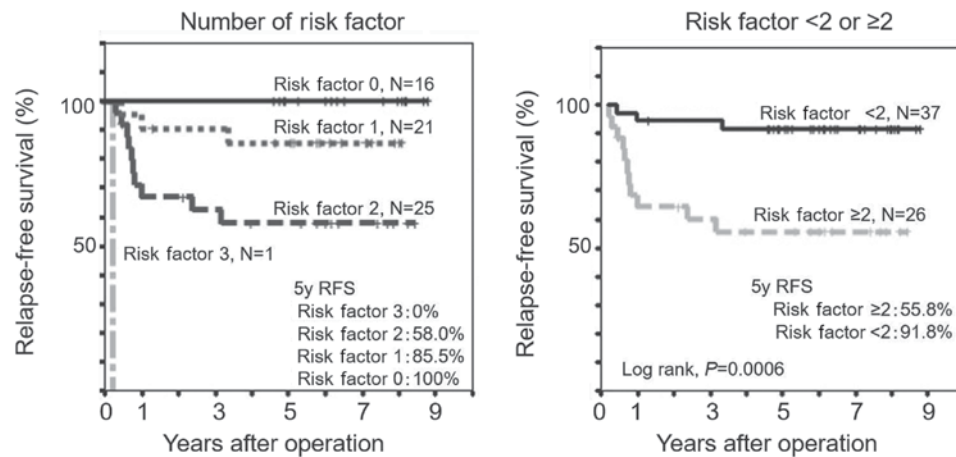 Number of risk factor
Relapse-free survival (%)
100
50
Risk factor 0, N=16
Risk factor 1, N=21
Risk factor 2, N=25
Risk factor 3, N=1
5y RFS
Risk factor 3:0%
Risk factor 2:58.0%
Risk factor 1:85.5%
Risk factor 0:100%
0 1 3 5 7 9
Years after operation
Risk factor <2 or ≥2
Relapse-free survival (%)
100
50
Risk factor <2, N=37
Risk factor ≥2, N=26
5y RFS
Risk factor ≥2:55.8%
Risk factor <2:91.8%
Log rank, P=0.0006
0 1 3 5 7 9
Years after operation